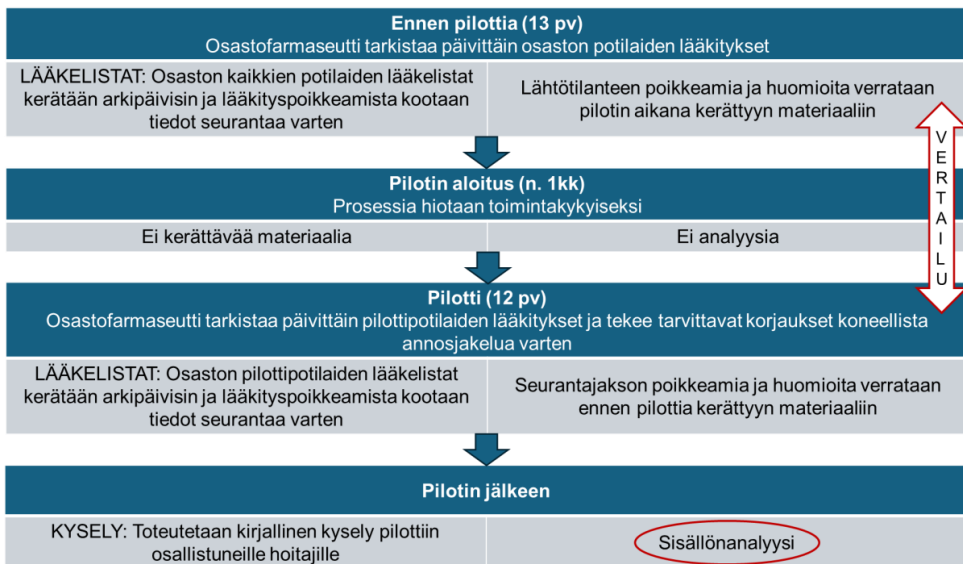 Ennen pilottia (13 pv)
Osastofarmaseutti tarkistaa päivittäin osaston potilaiden lääkitykset
LÄÄKELISTAT: Osaston kaikkien potilaiden lääkelistat
kerätään arkipäivisin ja lääkityspoikkeamista kootaan
tiedot seurantaa varten
Lähtötilanteen poikkeamia ja huomioita verrataan
pilotin aikana kerättyyn materiaaliin
Pilotin aloitus (n. 1kk)
Prosessia hiotaan toimintakykyiseksi
Ei kerättävää materiaalia
Ei analyysia
Pilotti (12 pv)
Osastofarmaseutti tarkistaa päivittäin pilottipotilaiden lääkitykset ja tekee tarvittavat korjaukset koneellista
annosjakelua varten
LÄÄKELISTAT: Osaston pilottipotilaiden lääkelistat
kerätään arkipäivisin ja lääkityspoikkeamista kootaan
tiedot seurantaa varten
Seurantajakson poikkeamia ja huomioita verrataan
ennen pilottia kerättyyn materiaaliin
VERTAILU
Pilotin jälkeen
KYSELY: Toteutetaan kirjallinen kysely pilottiin
osallistuneille hoitajille
Sisällönanalyysi